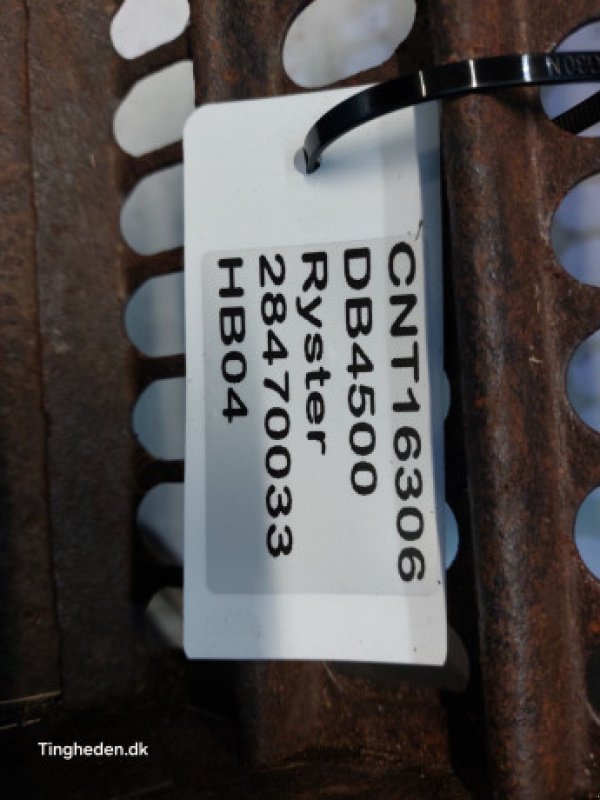 CNT16306
DB4500
Ryster
28470033
HB04
Tingheden.dk